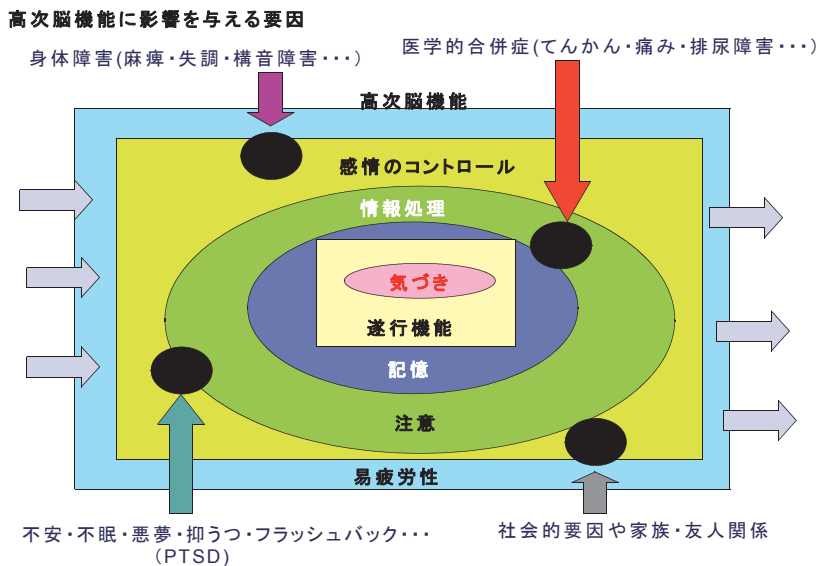 高次脳機能に影響を与える要因
身体障害(麻痺・失調・構音障害・・・)
医学的合併症(てんかん・痛み・排尿障害・・・)
高次脳機能
感情のコントロール
情報処理
気づき
遂行機能
記憶
注意
易疲労性
不安・不眠・悪夢・抑うつ・フラッシュバック・・・
(PTSD)
社会的要因や家族・友人関係